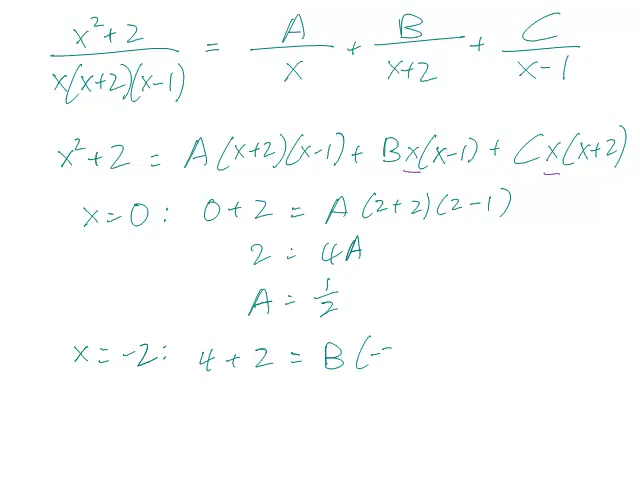 x²+2 / x(x+2)(x-1) = A / x + B / x+2 + C / x-1
x²+2 = A(x+2)(x-1) + Bx(x-1) + Cx(x+2)
x=0: 0+2 = A(2+2)(2-1)
2 = 4A
A = 1/2
x=-2: 4+2 = B(-